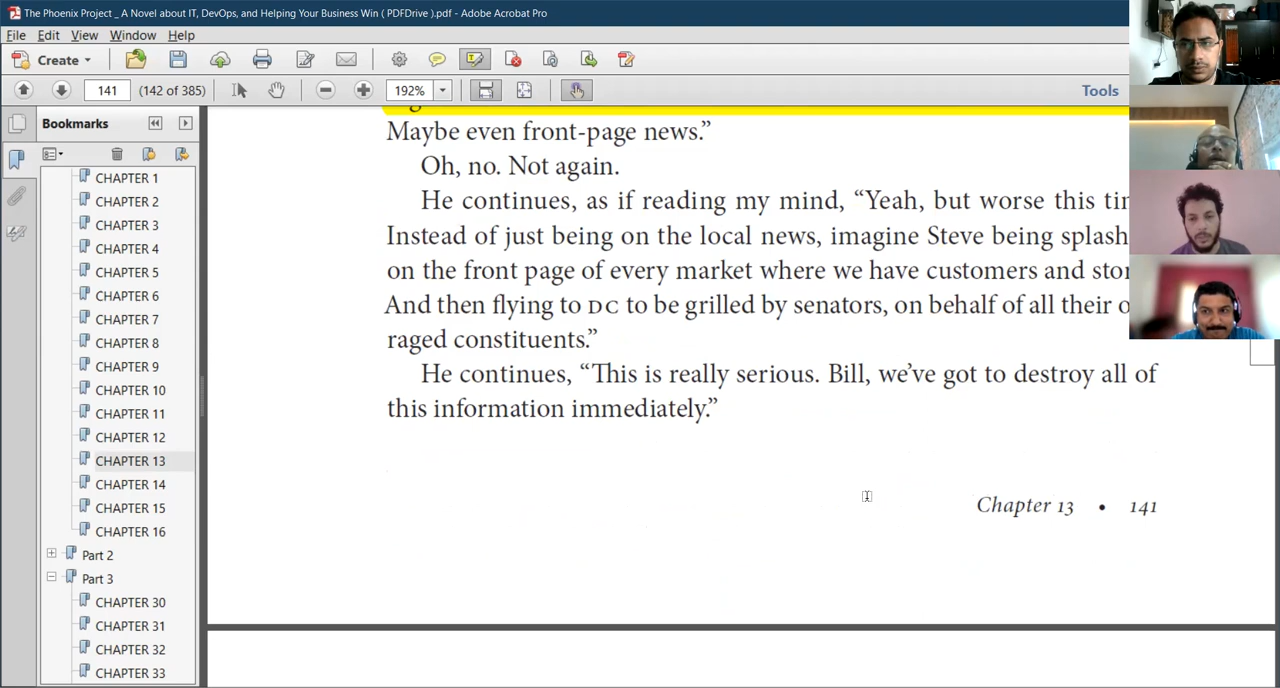 The Phoenix Project _ A Novel about IT, DevOps, and Helping Your Business Win ( PDFDrive ).pdf - Adobe Acrobat Pro
File Edit View Window Help
Create
141 (142 of 385) 192% Tools
Bookmarks
CHAPTER 1
CHAPTER 2
CHAPTER 3
CHAPTER 4
CHAPTER 5
CHAPTER 6
CHAPTER 7
CHAPTER 8
CHAPTER 9
CHAPTER 10
CHAPTER 11
CHAPTER 12
CHAPTER 13
CHAPTER 14
CHAPTER 15
CHAPTER 16
Part 2
Part 3
CHAPTER 30
CHAPTER 31
CHAPTER 32
CHAPTER 33
Maybe even front-page news.”
Oh, no. Not again.
He continues, as if reading my mind, “Yeah, but worse this tim
Instead of just being on the local news, imagine Steve being splash
on the front page of every market where we have customers and stor
And then flying to DC to be grilled by senators, on behalf of all their o
raged constituents.”
He continues, “This is really serious. Bill, we’ve got to destroy all of
this information immediately.”
Chapter 13 • 141